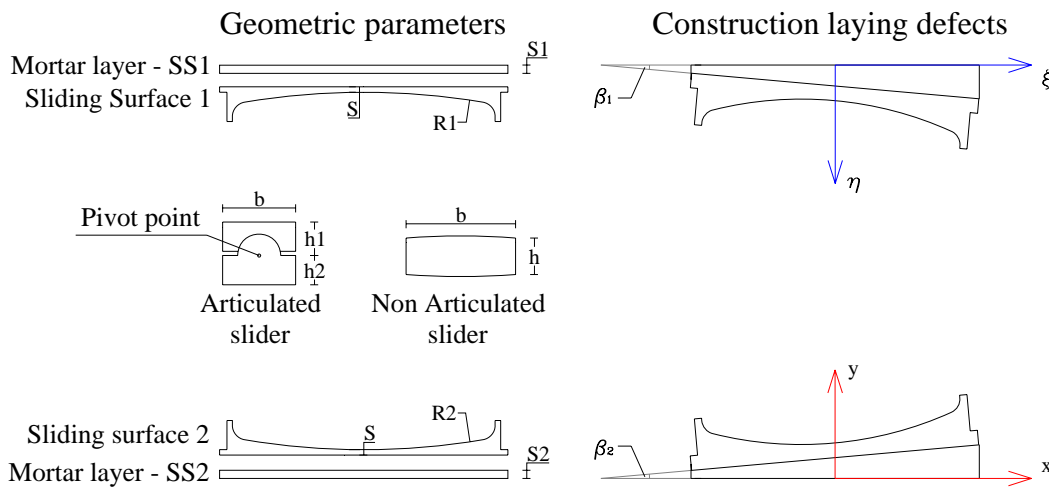 Geometric parameters
Construction laying defects
S1
Mortar layer - SS1
Sliding Surface 1
S
R1
β1
ξ
η
b
Pivot point
h1
h2
Articulated
slider
b
h
Non Articulated
slider
y
R2
S
Sliding surface 2
S2
Mortar layer - SS2
β2
x